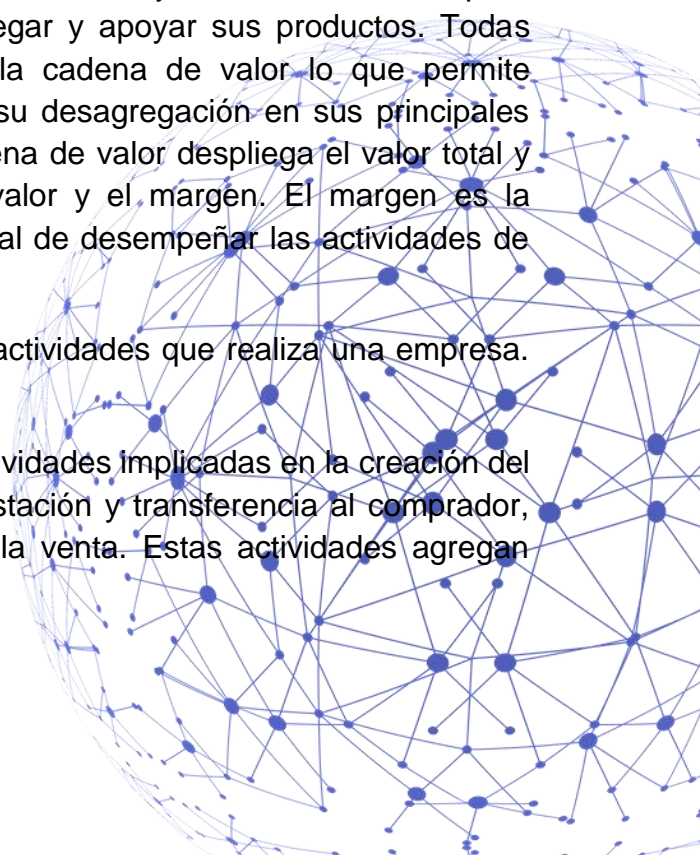 egar y apoyar sus productos. Todas
la cadena de valor lo que permite
su desagregación en sus principales
ena de valor despliega el valor total y
valor y el margen. El margen es la
al de desempeñar las actividades de
actividades que realiza una empresa.
vidades implicadas en la creación del
stación y transferencia al comprador,
la venta. Estas actividades agregan